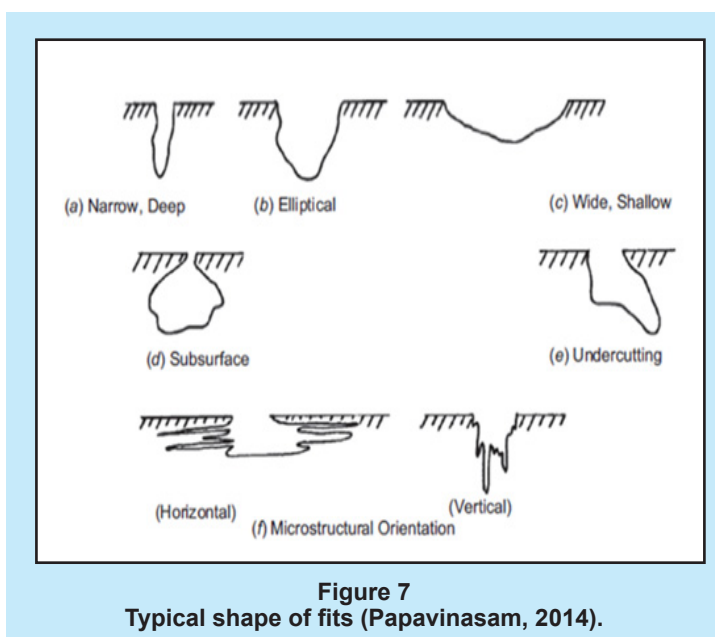 (a) Narrow, Deep
(b) Elliptical
(c) Wide, Shallow
(d) Subsurface
(e) Undercutting
(Horizontal)
(Vertical)
(f) Microstructural Orientation
Figure 7
Typical shape of fits (Papavinasam, 2014).